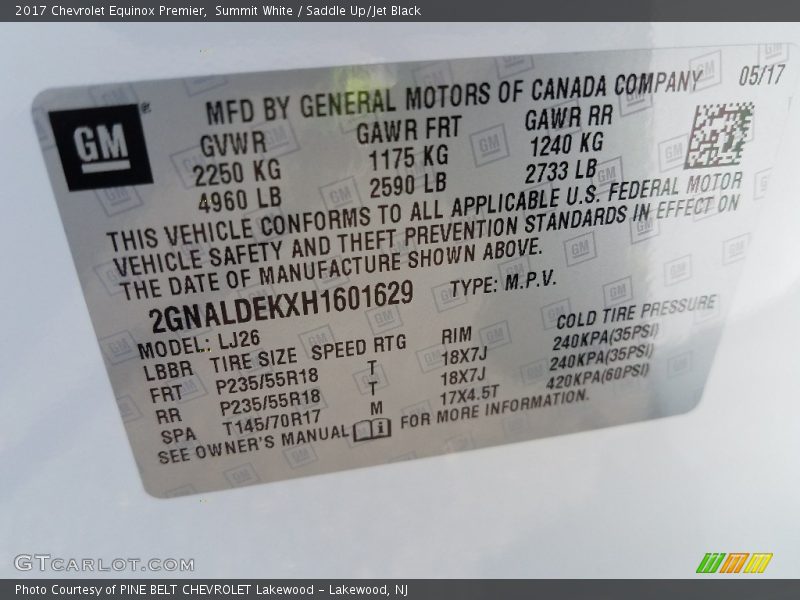 2017 Chevrolet Equinox Premier,  Summit White / Saddle Up/Jet Black
05/17
GM
MFD BY GENERAL MOTORS OF CANADA COMPANY
GVWR GAWR FRT GAWR RR
2250 KG 1175 KG 1240 KG
4960 LB 2590 LB 2733 LB
THIS VEHICLE CONFORMS TO ALL APPLICABLE U.S. FEDERAL MOTOR
VEHICLE SAFETY AND THEFT PREVENTION STANDARDS IN EFFECT ON
THE DATE OF MANUFACTURE SHOWN ABOVE.
2GNALDEKXH1601629 TYPE: M.P.V.
MODEL: LJ26
LBBR TIRE SIZE SPEED RTG RIM COLD TIRE PRESSURE
FRT P235/55R18 T 18X7J 240KPA(35PSI)
RR P235/55R18 T 18X7J 240KPA(35PSI)
SPA T145/70R17 M 17X4.5T 420KPA(60PSI)
SEE OWNER'S MANUAL FOR MORE INFORMATION.
GTCARLOT.COM
Photo Courtesy of PINE BELT CHEVROLET Lakewood - Lakewood, NJ